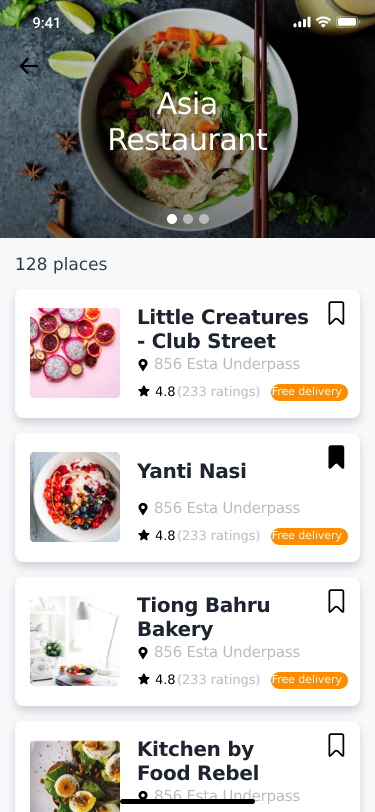 9:41
Asia
Restaurant
128 places
Little Creatures
- Club Street
856 Esta Underpass
4.8 (233 ratings) Free delivery
Yanti Nasi
856 Esta Underpass
4.8 (233 ratings) Free delivery
Tiong Bahru
Bakery
856 Esta Underpass
4.8 (233 ratings) Free delivery
Kitchen by
Food Rebel
856 Esta Underpass